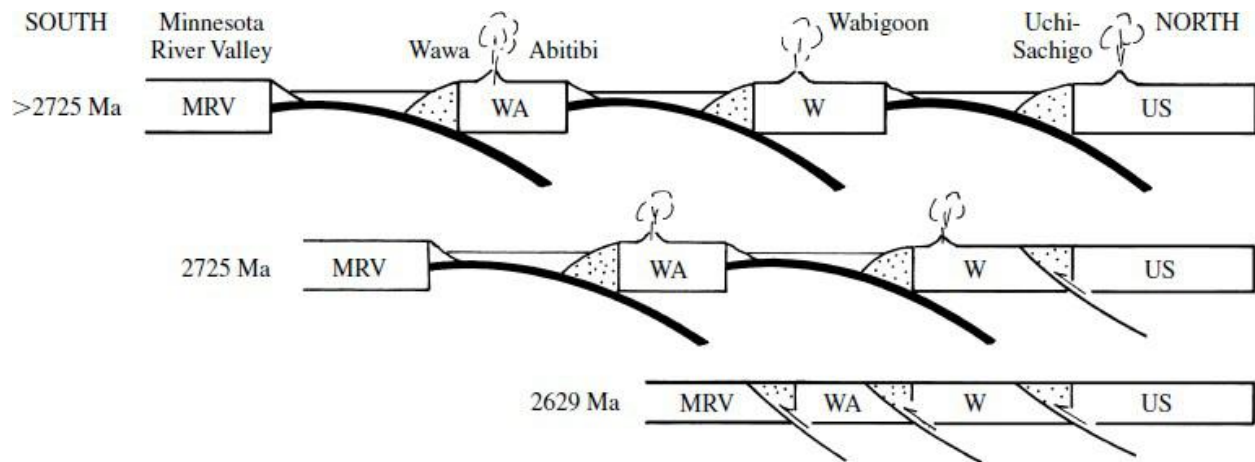 SOUTH
Minnesota
River Valley
Wawa
Abitibi
Wabigoon
Uchi-
Sachigo
NORTH
>2725 Ma
MRV
WA
W
US
2725 Ma
MRV
WA
W
US
2629 Ma
MRV
WA
W
US